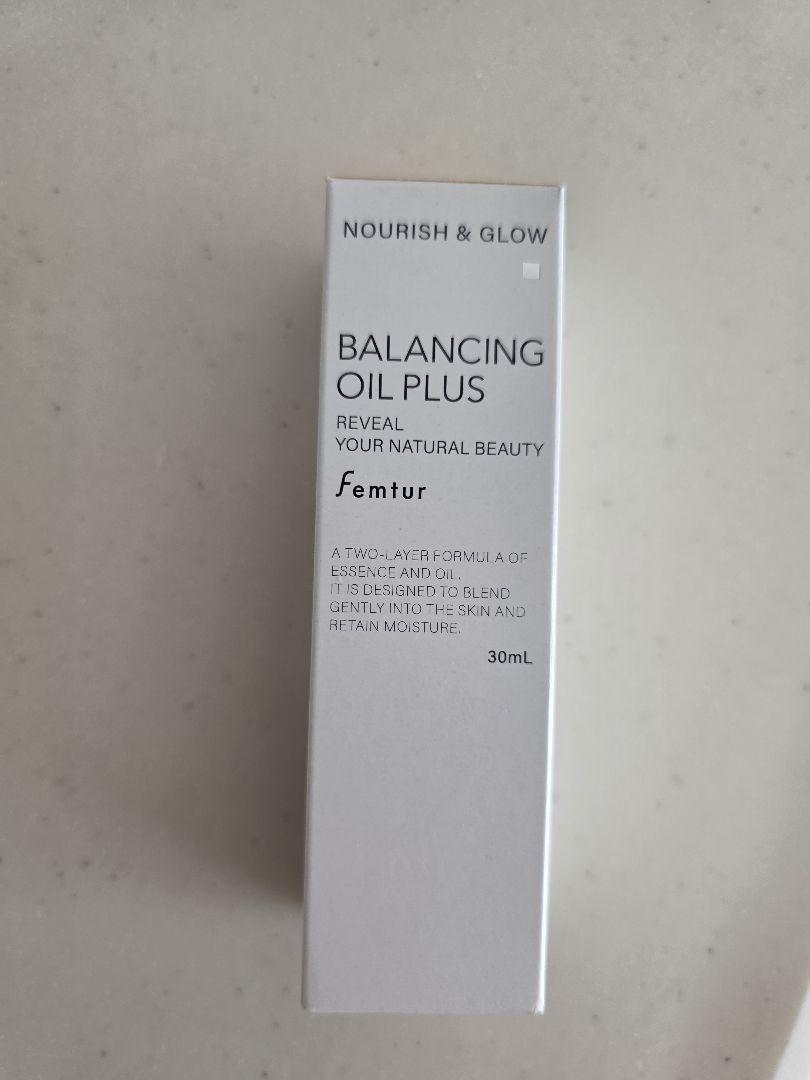 NOURISH & GLOW
BALANCING
OIL PLUS
REVEAL
YOUR NATURAL BEAUTY
femtur
A TWO-LAYER FORMULA OF
ESSENCE AND OIL.
IT IS DESIGNED TO BLEND
GENTLY INTO THE SKIN AND
RETAIN MOISTURE.
30mL